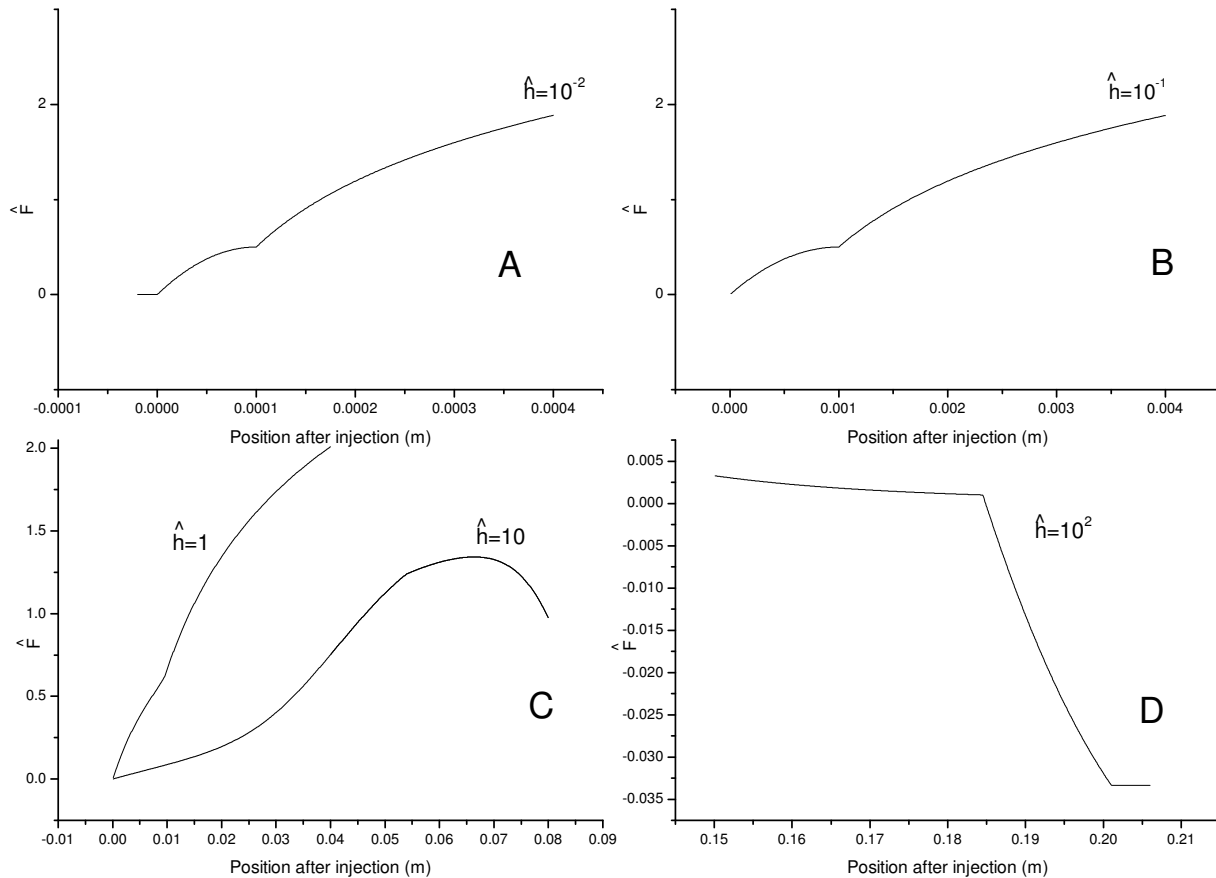 ĥ=10⁻²
2
0
F̂
A
-0.0001 0.0000 0.0001 0.0002 0.0003 0.0004
Position after injection (m)
ĥ=10⁻¹
2
0
F̂
B
0.000 0.001 0.002 0.003 0.004
Position after injection (m)
2.0
1.5
1.0
0.5
0.0
F̂
ĥ=1
ĥ=10
C
-0.01 0.00 0.01 0.02 0.03 0.04 0.05 0.06 0.07 0.08 0.09
Position after injection (m)
0.005
0.000
-0.005
-0.010
-0.015
-0.020
-0.025
-0.030
-0.035
F̂
ĥ=10²
D
0.15 0.16 0.17 0.18 0.19 0.20 0.21
Position after injection (m)